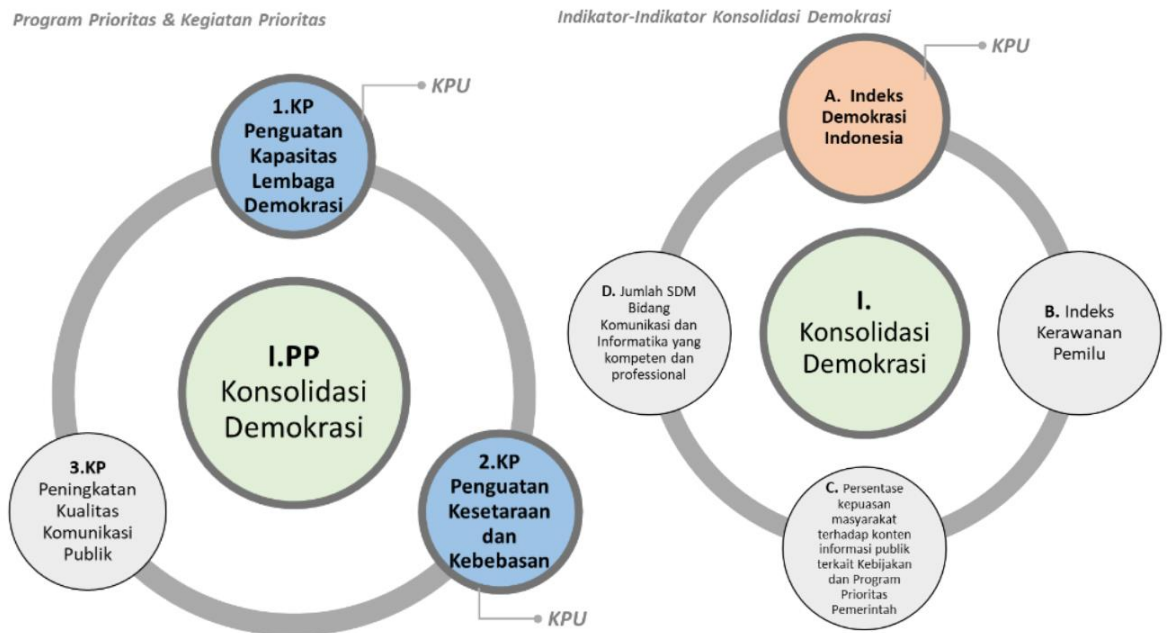 Program Prioritas & Kegiatan Prioritas
KPU
1.KP
Penguatan
Kapasitas
Lembaga
Demokrasi
I.PP
Konsolidasi
Demokrasi
3.KP
Peningkatan
Kualitas
Komunikasi
Publik
2.KP
Penguatan
Kesetaraan
dan
Kebebasan
KPU
Indikator-Indikator Konsolidasi Demokrasi
KPU
A. Indeks
Demokrasi
Indonesia
D. Jumlah SDM
Bidang
Komunikasi dan
Informatika yang
kompeten dan
professional
I.
Konsolidasi
Demokrasi
B. Indeks
Kerawanan
Pemilu
C. Persentase
kepuasan
masyarakat
terhadap konten
informasi publik
terkait Kebijakan
dan Program
Prioritas
Pemerintah